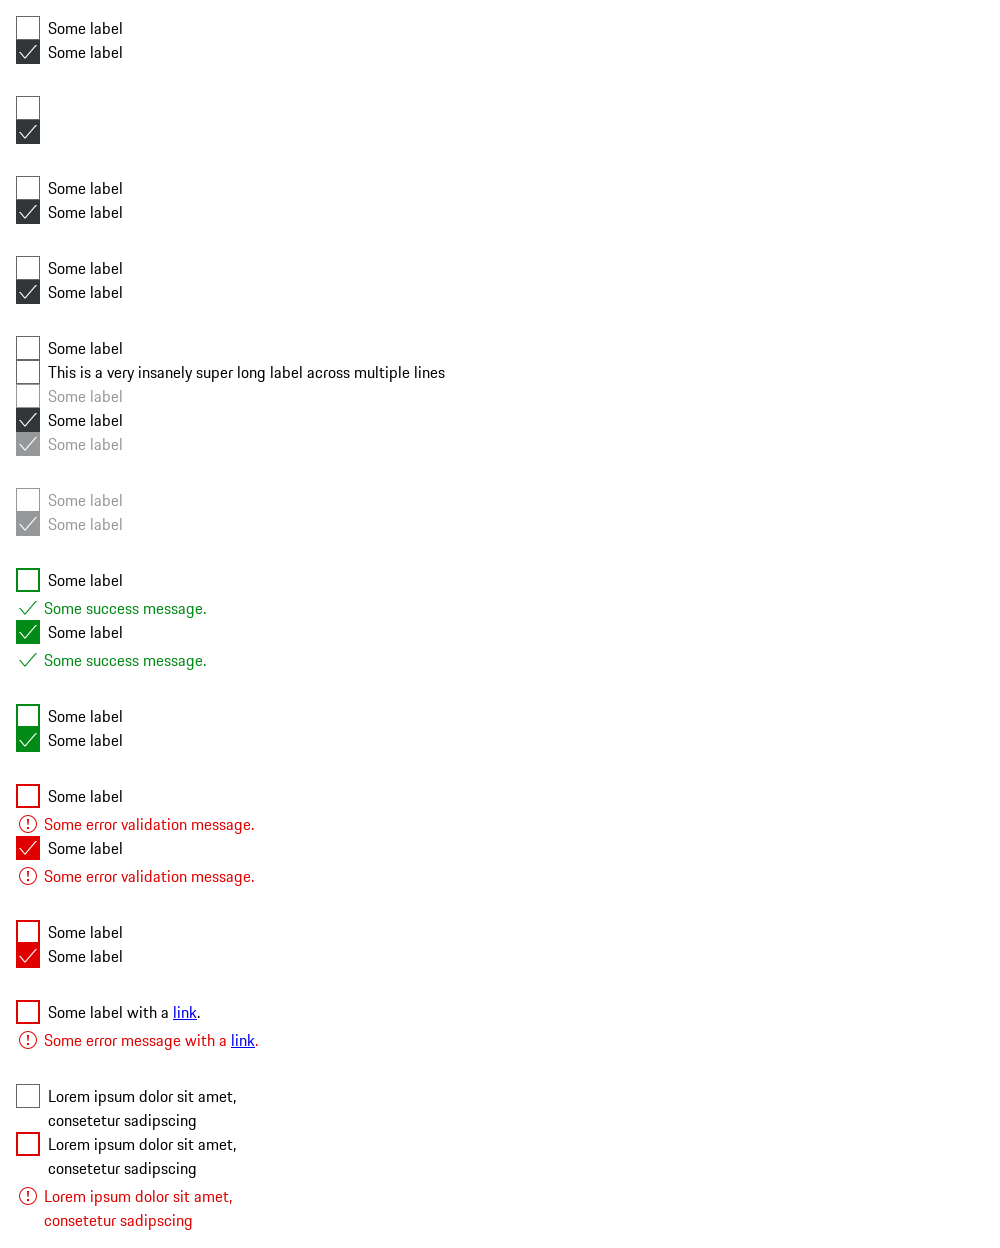 Some label
Some label
Some label
Some label
Some label
Some label
Some label
This is a very insanely super long label across multiple lines
Some label
Some label
Some label
Some label
Some label
Some label
Some success message.
Some label
Some success message.
Some label
Some label
Some label
Some error validation message.
Some label
Some error validation message.
Some label
Some label
Some label with a link.
Some error message with a link.
Lorem ipsum dolor sit amet,
consetetur sadipscing
Lorem ipsum dolor sit amet,
consetetur sadipscing
Lorem ipsum dolor sit amet,
consetetur sadipscing